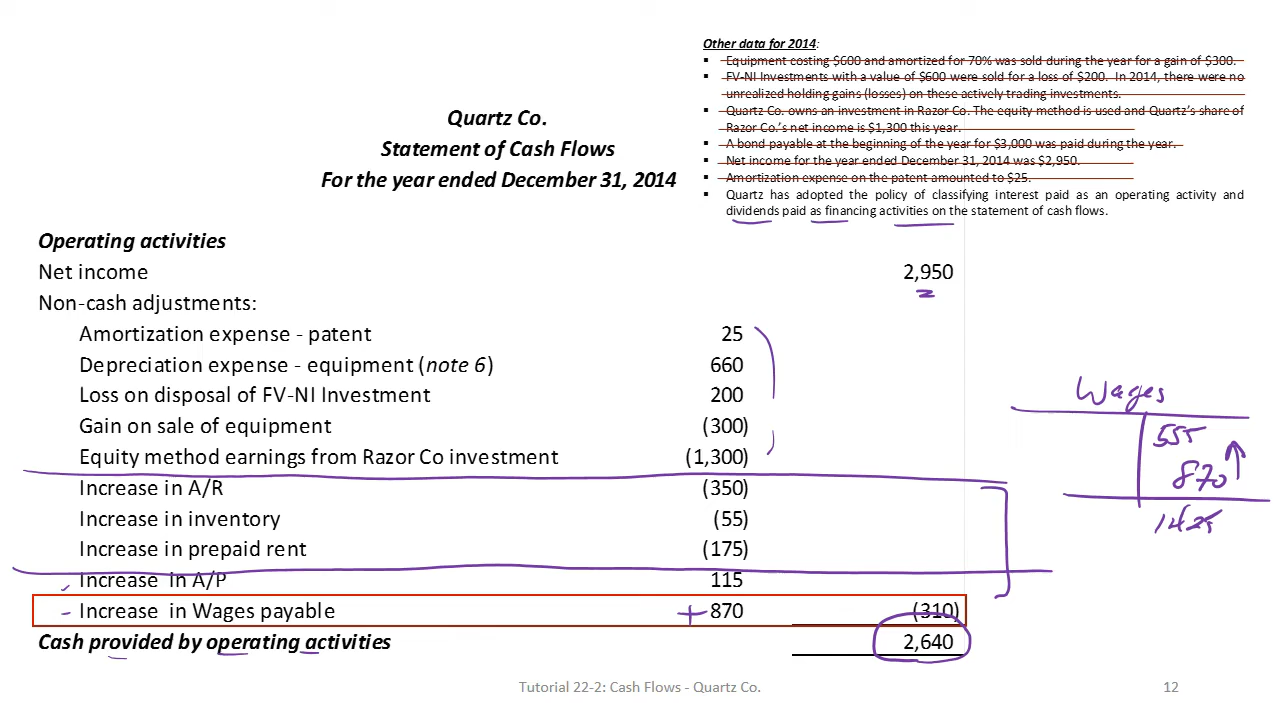 Other data for 2014:
▪ Equipment costing $600 and amortized for 70% was sold during the year for a gain of $300.
▪ FV-NI Investments with a value of $600 were sold for a loss of $200. In 2014, there were no
unrealized holding gains (losses) on these actively trading investments.
▪ Quartz Co. owns an investment in Razor Co. The equity method is used and Quartz's share of
Razor Co.'s net income is $1,300 this year.
▪ A bond payable at the beginning of the year for $3,000 was paid during the year.
▪ Net income for the year ended December 31, 2014 was $2,950.
▪ Amortization expense on the patent amounted to $25.
▪ Quartz has adopted the policy of classifying interest paid as an operating activity and
dividends paid as financing activities on the statement of cash flows.
Quartz Co.
Statement of Cash Flows
For the year ended December 31, 2014
Operating activities
Net income 2,950
Non-cash adjustments:
Amortization expense - patent 25
Depreciation expense - equipment (note 6) 660
Loss on disposal of FV-NI Investment 200
Gain on sale of equipment (300)
Equity method earnings from Razor Co investment (1,300)
Increase in A/R (350)
Increase in inventory (55)
Increase in prepaid rent (175)
Increase in A/P 115
Increase in Wages payable +870 (310)
Cash provided by operating activities 2,640
Wages
555
870
1425
Tutorial 22-2: Cash Flows - Quartz Co. 12